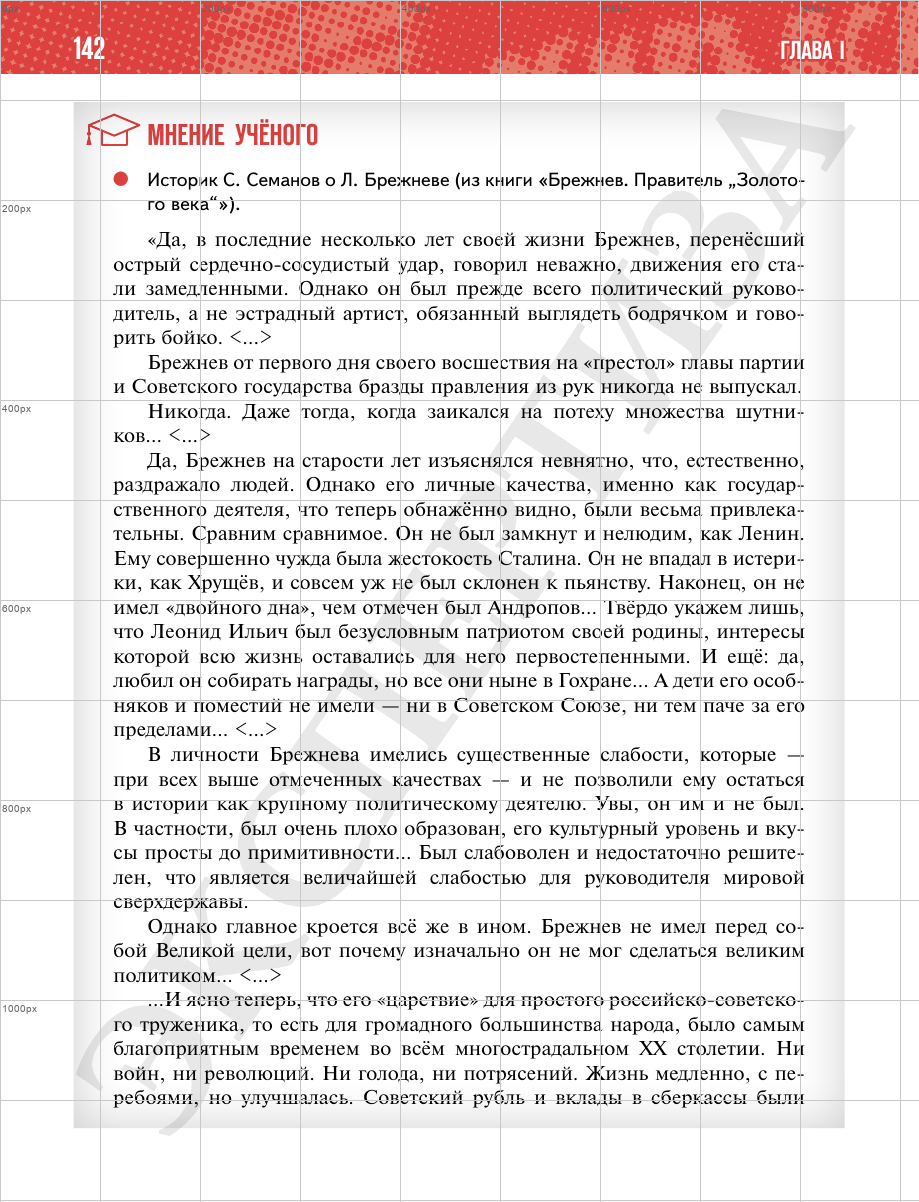 142
ГЛАВА I
МНЕНИЕ УЧЁНОГО
Историк С. Семанов о Л. Брежневе (из книги «Брежнев. Правитель „Золото-
го века“»).
«Да, в последние несколько лет своей жизни Брежнев, перенёсший
острый сердечно-сосудистый удар, говорил неважно, движения его ста-
ли замедленными. Однако он был прежде всего политический руково-
дитель, а не эстрадный артист, обязанный выглядеть бодрячком и гово-
рить бойко. <...>
Брежнев от первого дня своего восшествия на «престол» главы партии
и Советского государства бразды правления из рук никогда не выпускал.
Никогда. Даже тогда, когда заикался на потеху множества шутни-
ков... <...>
Да, Брежнев на старости лет изъяснялся невнятно, что, естественно,
раздражало людей. Однако его личные качества, именно как государ-
ственного деятеля, что теперь обнажённо видно, были весьма привлека-
тельны. Сравним сравнимое. Он не был замкнут и нелюдим, как Ленин.
Ему совершенно чужда была жестокость Сталина. Он не впадал в истери-
ки, как Хрущёв, и совсем уж не был склонен к пьянству. Наконец, он не
имел «двойного дна», чем отмечен был Андропов... Твёрдо укажем лишь,
что Леонид Ильич был безусловным патриотом своей родины, интересы
которой всю жизнь оставались для него первостепенными. И ещё: да,
любил он собирать награды, но все они ныне в Гохране... А дети его особ-
няков и поместий не имели — ни в Советском Союзе, ни тем паче за его
пределами... <...>
В личности Брежнева имелись существенные слабости, которые —
при всех выше отмеченных качествах — и не позволили ему остаться
в истории как крупному политическому деятелю. Увы, он им и не был.
В частности, был очень плохо образован, его культурный уровень и вку-
сы просты до примитивности... Был слабоволен и недостаточно решите-
лен, что является величайшей слабостью для руководителя мировой
сверхдержавы.
Однако главное кроется всё же в ином. Брежнев не имел перед со-
бой Великой цели, вот почему изначально он не мог сделаться великим
политиком... <...>
...И ясно теперь, что его «царствие» для простого российско-советско-
го труженика, то есть для громадного большинства народа, было самым
благоприятным временем во всём многострадальном XX столетии. Ни
войн, ни революций. Ни голода, ни потрясений. Жизнь медленно, с пе-
ребоями, но улучшалась. Советский рубль и вклады в сберкассы были
ЭКСПЕРТИЗА
200px
400px
600px
800px
1000px